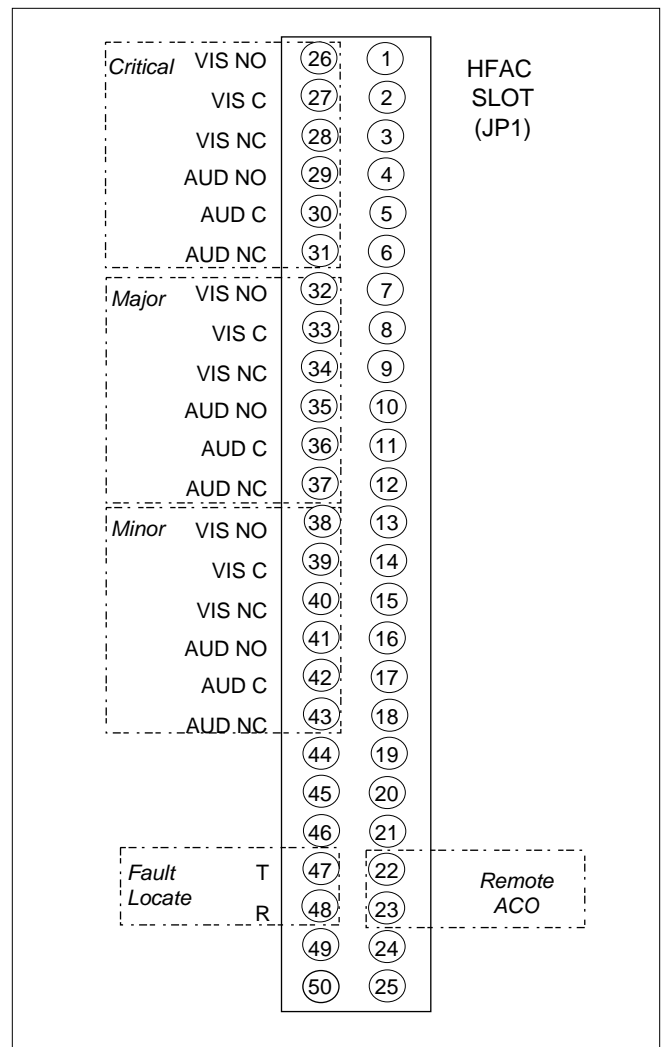 Critical VIS NO 26 1 HFAC
VIS C 27 2 SLOT
VIS NC 28 3 (JP1)
AUD NO 29 4
AUD C 30 5
AUD NC 31 6
Major VIS NO 32 7
VIS C 33 8
VIS NC 34 9
AUD NO 35 10
AUD C 36 11
AUD NC 37 12
Minor VIS NO 38 13
VIS C 39 14
VIS NC 40 15
AUD NO 41 16
AUD C 42 17
AUD NC 43 18
44 19
45 20
46 21
Fault T 47 22 Remote
Locate R 48 23 ACO
49 24
50 25